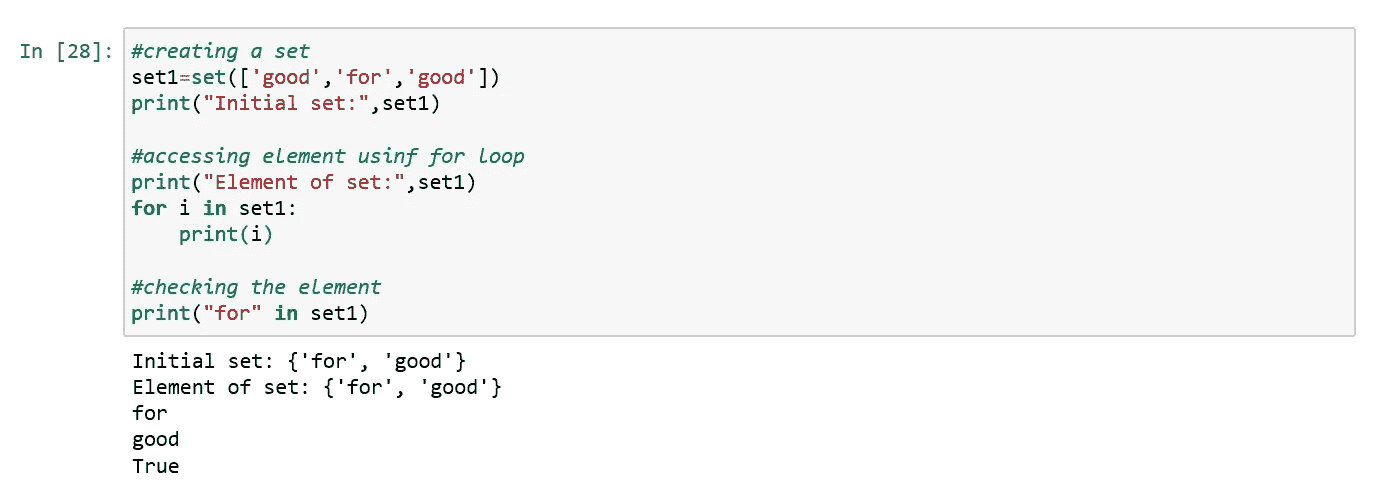 In [28]: #creating a set
set1=set(['good','for','good'])
print("Initial set:",set1)
#accessing element usinf for loop
print("Element of set:",set1)
for i in set1:
    print(i)
#checking the element
print("for" in set1)
Initial set: {'for', 'good'}
Element of set: {'for', 'good'}
for
good
True